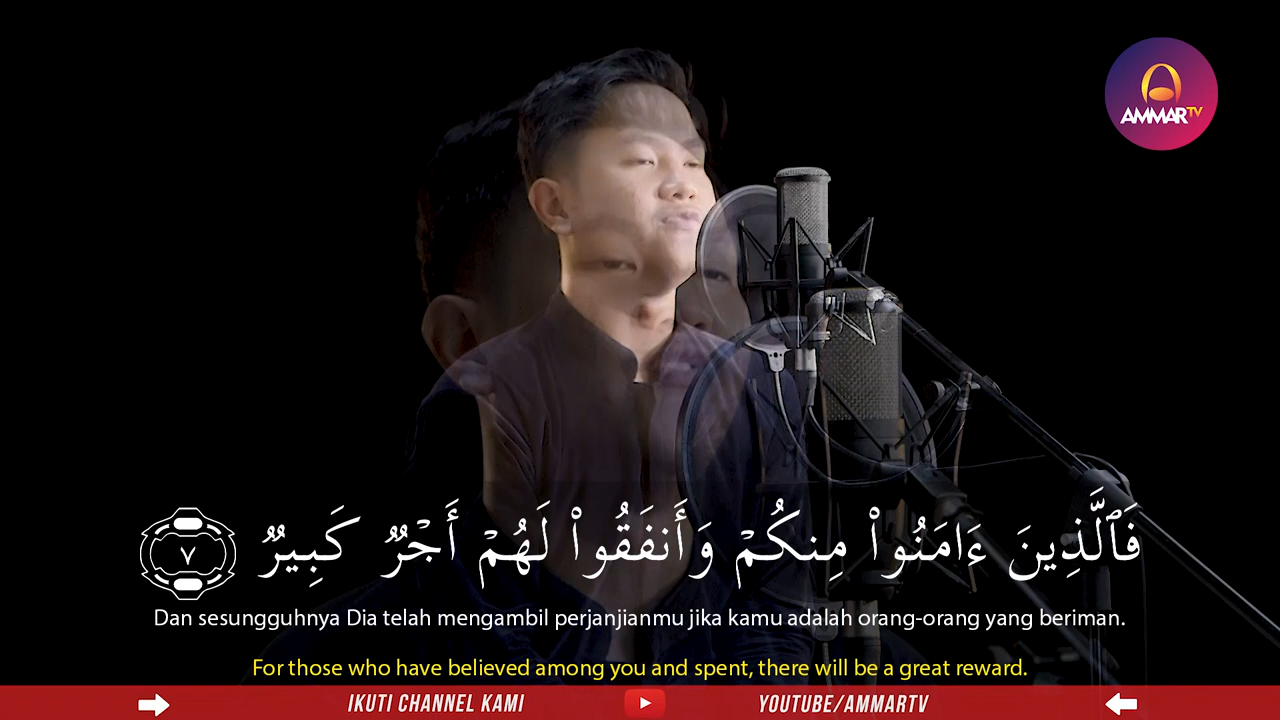 AMMARTV
فَٱلَّذِينَ ءَامَنُوا۟ مِنكُمْ وَأَنفَقُوا۟ لَهُمْ أَجْرٌ كَبِيرٌ ٧
Dan sesungguhnya Dia telah mengambil perjanjianmu jika kamu adalah orang-orang yang beriman.
For those who have believed among you and spent, there will be a great reward.
IKUTI CHANNEL KAMI YOUTUBE/AMMARTV